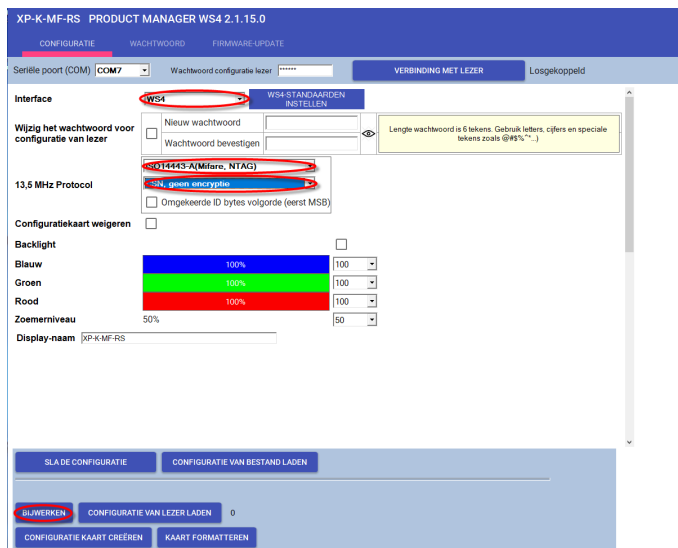 XP-K-MF-RS PRODUCT MANAGER WS4 2.1.15.0
CONFIGURATIE WACHTWOORD FIRMWARE-UPDATE
Seriële poort (COM) COM7 Wachtwoord configuratie lezer ****** VERBINDING MET LEZER Losgekoppeld
Interface WS4 WS4-STANDAARDEN
INSTELLEN
Wijzig het wachtwoord voor
configuratie van lezer
Nieuw wachtwoord
Wachtwoord bevestigen
Lengte wachtwoord is 6 tekens. Gebruik letters, cijfers en speciale
tekens zoals @#$%^*...)
13,5 MHz Protocol
ISO14443-A(Mifare, NTAG)
CSN, geen encryptie
Omgekeerde ID bytes volgorde (eerst MSB)
Configuratiekaart weigeren
Backlight
Blauw 100% 100
Groen 100% 100
Rood 100% 100
Zoemerniveau 50% 50
Display-naam XP-K-MF-RS
SLA DE CONFIGURATIE CONFIGURATIE VAN BESTAND LADEN
BIJWERKEN CONFIGURATIE VAN LEZER LADEN 0
CONFIGURATIE KAART CREËREN KAART FORMATTEREN